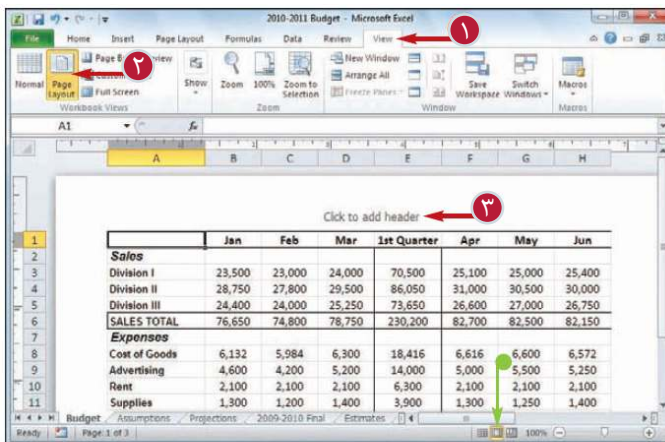 2010-2011 Budget - Microsoft Excel
File Home Insert Page Layout Formulas Data Review View ١
Normal Page Layout Page B view ٢ Full Screen Show Zoom 100% Zoom to Selection New Window Arrange All Freeze Panes Save Workspace Switch Windows Macros
Workbook Views Zoom Window Macros
A1 fx
A B C D E F G H
Click to add header ٣
1 Jan Feb Mar 1st Quarter Apr May Jun
2 Sales
3 Division I 23,500 23,000 24,000 70,500 25,100 25,000 25,400
4 Division II 28,750 27,800 29,500 86,050 31,000 30,500 30,000
5 Division III 24,400 24,000 25,250 73,650 26,600 27,000 26,750
6 SALES TOTAL 76,650 74,800 78,750 230,200 82,700 82,500 82,150
7 Expenses
8 Cost of Goods 6,132 5,984 6,300 18,416 6,616 6,600 6,572
9 Advertising 4,600 4,200 5,200 14,000 5,000 5,500 5,250
10 Rent 2,100 2,100 2,100 6,300 2,100 2,100 2,100
11 Supplies 1,300 1,200 1,400 3,900 1,300 1,250 1,400
Budget Assumptions Projections 2009-2010 Final Estimates
Ready Page: 1 of 3 100%